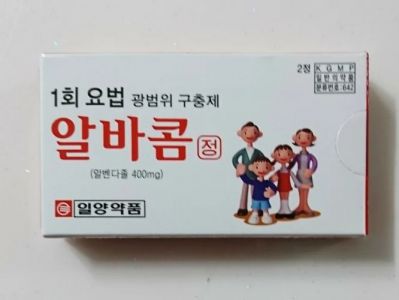 2정
KGMP
일반의약품
분류번호:642
1회 요법 광범위 구충제
알바콤 정
(알벤다졸 400mg)
일양약품